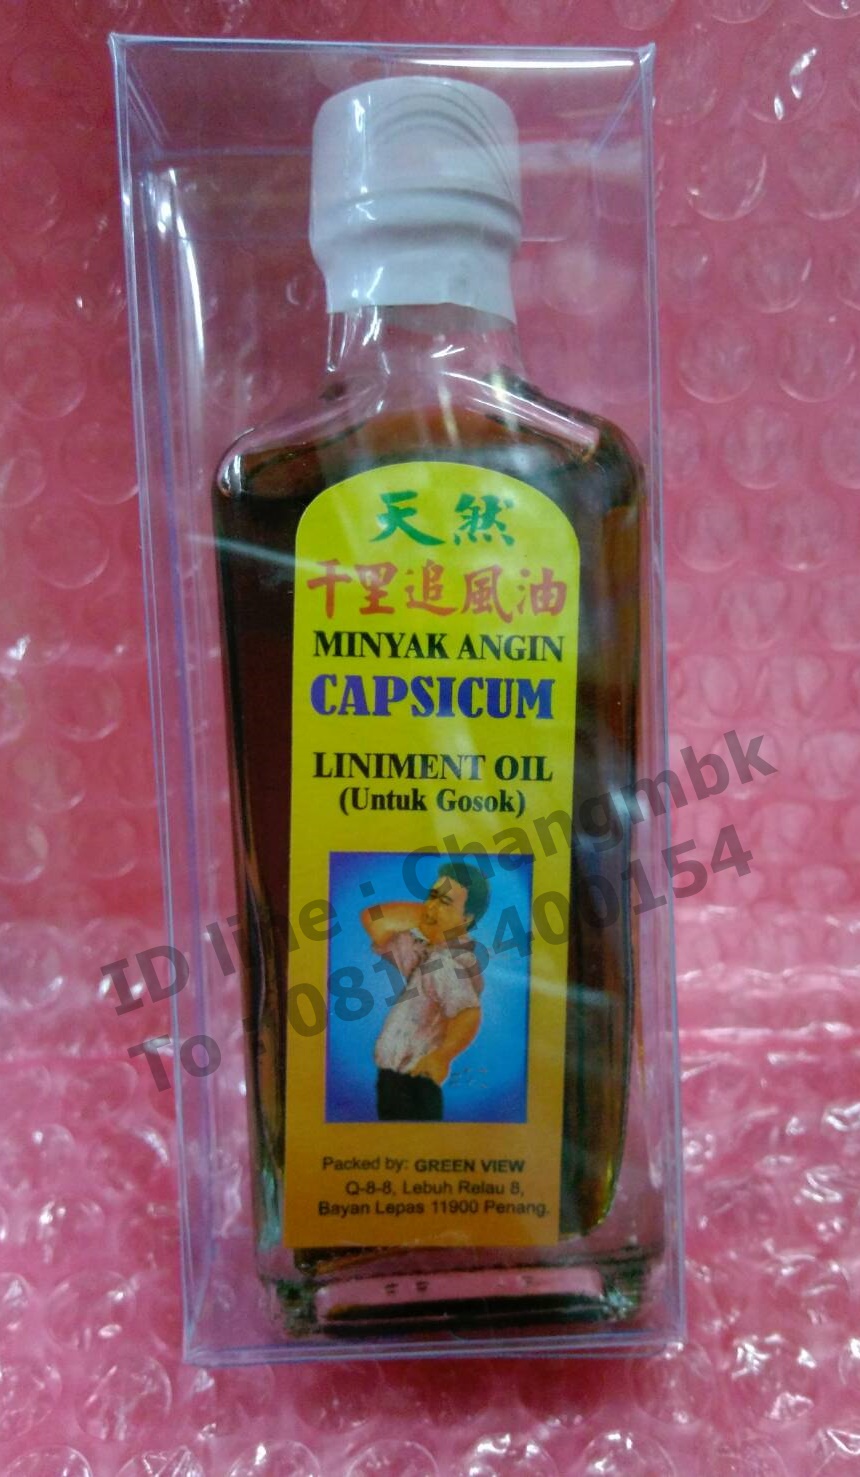 天然
千里追風油
MINYAK ANGIN
CAPSICUM
LINIMENT OIL
(Untuk Gosok)
ID line : Changmbk
To : 081-5400154
Packed by: GREEN VIEW
Q-8-8, Lebuh Relau 8,
Bayan Lepas 11900 Penang.